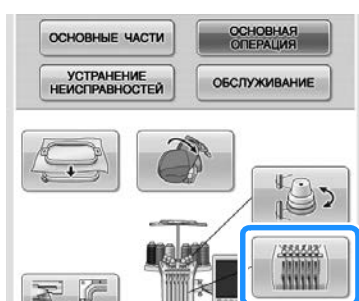 ОСНОВНЫЕ ЧАСТИ
ОСНОВНАЯ
ОПЕРАЦИЯ
УСТРАНЕНИЕ
НЕИСПРАВНОСТЕЙ
ОБСЛУЖИВАНИЕ